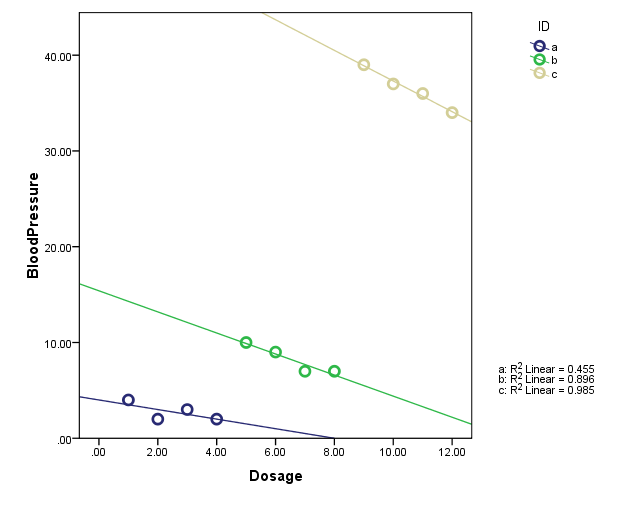 ID
a
b
c
40.00
30.00
20.00
10.00
.00
BloodPressure
.00 2.00 4.00 6.00 8.00 10.00 12.00
Dosage
a: R2 Linear = 0.455
b: R2 Linear = 0.896
c: R2 Linear = 0.985